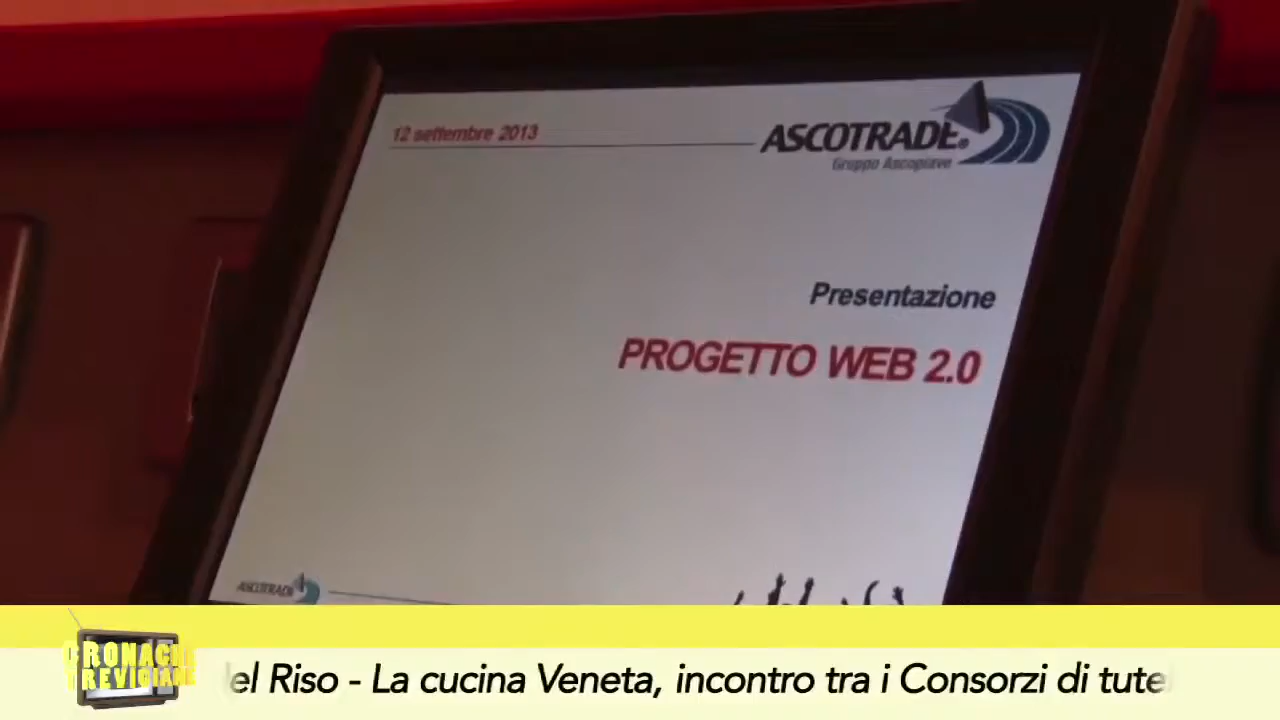 12 settembre 2013
ASCOTRADE®
Gruppo Ascopiave
Presentazione
PROGETTO WEB 2.0
ASCOTRADE
CRONACHE
TREVIGIANE
el Riso - La cucina Veneta, incontro tra i Consorzi di tute